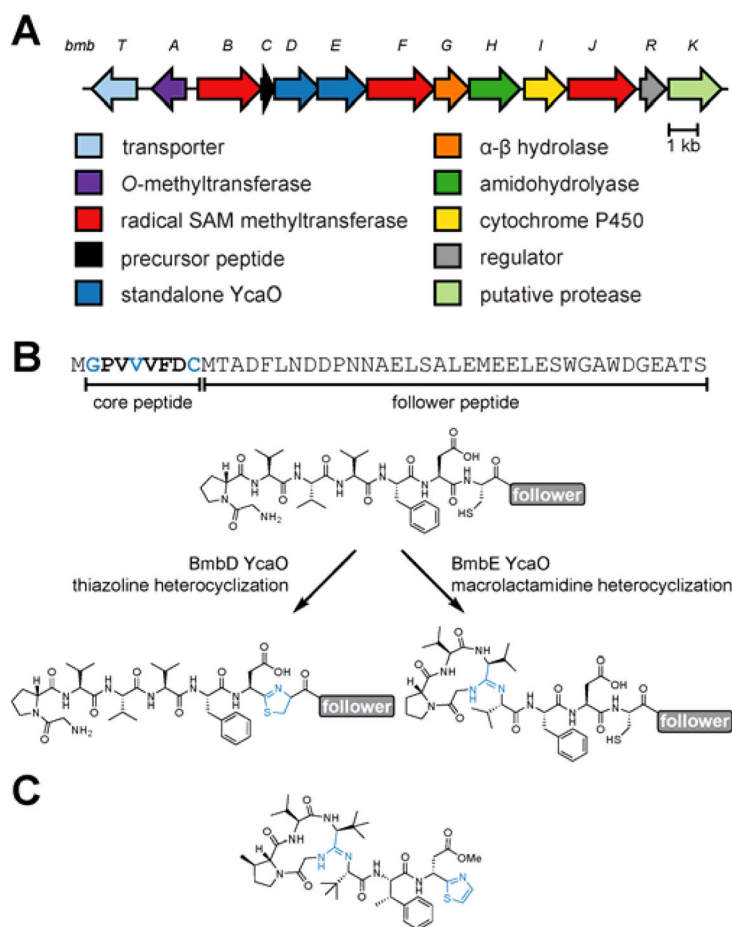 A
bmb T A B C D E F G H I J R K
1 kb
transporter
O-methyltransferase
radical SAM methyltransferase
precursor peptide
standalone YcaO
α-β hydrolase
amidohydrolyase
cytochrome P450
regulator
putative protease
B
MGPVVVFDCMTADFLNDDPNNAELSALEMEELESWGAWDGEATS
core peptide
follower peptide
H O H N O H N O OH H N O
N O N H O N H O N H O
NH2 HS follower
BmbD YcaO
thiazoline heterocyclization
BmbE YcaO
macrolactamidine heterocyclization
follower
follower
C
OMe